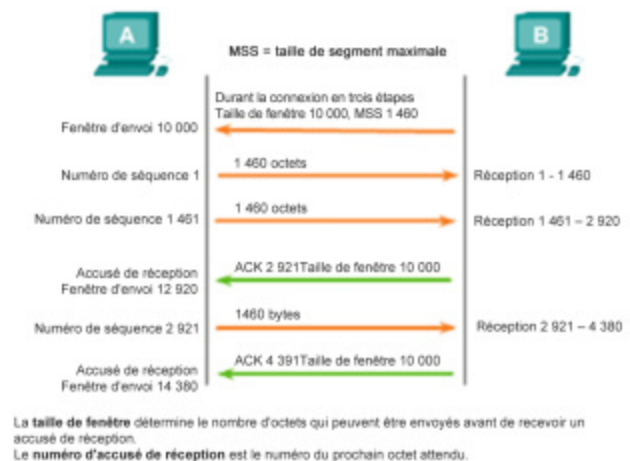 A
B
MSS = taille de segment maximale
Durant la connexion en trois étapes
Taille de fenêtre 10 000, MSS 1 460
Fenêtre d'envoi 10 000
1 460 octets
Numéro de séquence 1
Réception 1 - 1 460
1 460 octets
Numéro de séquence 1 461
Réception 1 461 – 2 920
ACK 2 921Taille de fenêtre 10 000
Accusé de réception
Fenêtre d'envoi 12 920
1460 bytes
Numéro de séquence 2 921
Réception 2 921 – 4 380
ACK 4 391Taille de fenêtre 10 000
Accusé de réception
Fenêtre d'envoi 14 380
La taille de fenêtre détermine le nombre d'octets qui peuvent être envoyés avant de recevoir un
accusé de réception.
Le numéro d'accusé de réception est le numéro du prochain octet attendu.